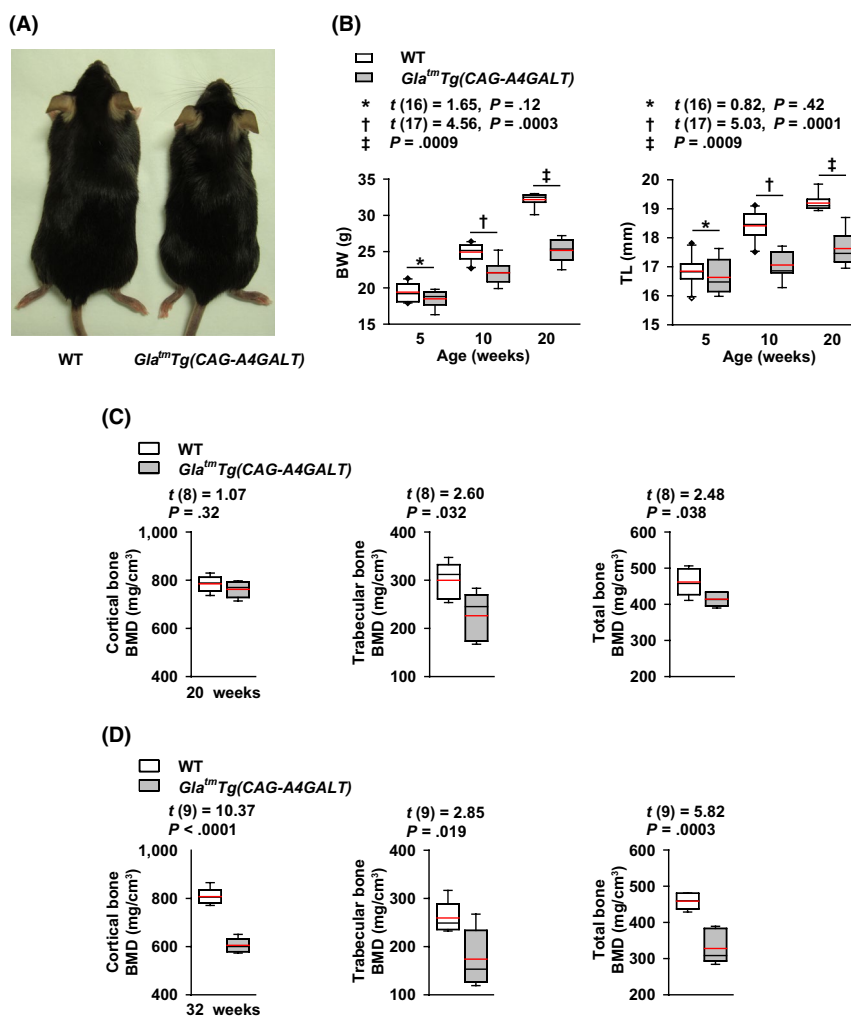 (A)
WT
Gla^tm Tg(CAG-A4GALT)
(B)
WT
Gla^tm Tg(CAG-A4GALT)
* t (16) = 1.65, P = .12
† t (17) = 4.56, P = .0003
‡ P = .0009
BW (g)
35
30
25
20
15
*
†
‡
5 10 20
Age (weeks)
* t (16) = 0.82, P = .42
† t (17) = 5.03, P = .0001
‡ P = .0009
TL (mm)
20
19
18
17
16
15
*
†
‡
5 10 20
Age (weeks)
(C)
WT
Gla^tm Tg(CAG-A4GALT)
t (8) = 1.07
P = .32
Cortical bone
BMD (mg/cm³)
1,000
800
600
400
20 weeks
t (8) = 2.60
P = .032
Trabecular bone
BMD (mg/cm³)
400
300
200
100
t (8) = 2.48
P = .038
Total bone
BMD (mg/cm³)
600
500
400
300
200
(D)
WT
Gla^tm Tg(CAG-A4GALT)
t (9) = 10.37
P < .0001
Cortical bone
BMD (mg/cm³)
1,000
800
600
400
32 weeks
t (9) = 2.85
P = .019
Trabecular bone
BMD (mg/cm³)
400
300
200
100
t (9) = 5.82
P = .0003
Total bone
BMD (mg/cm³)
600
500
400
300
200